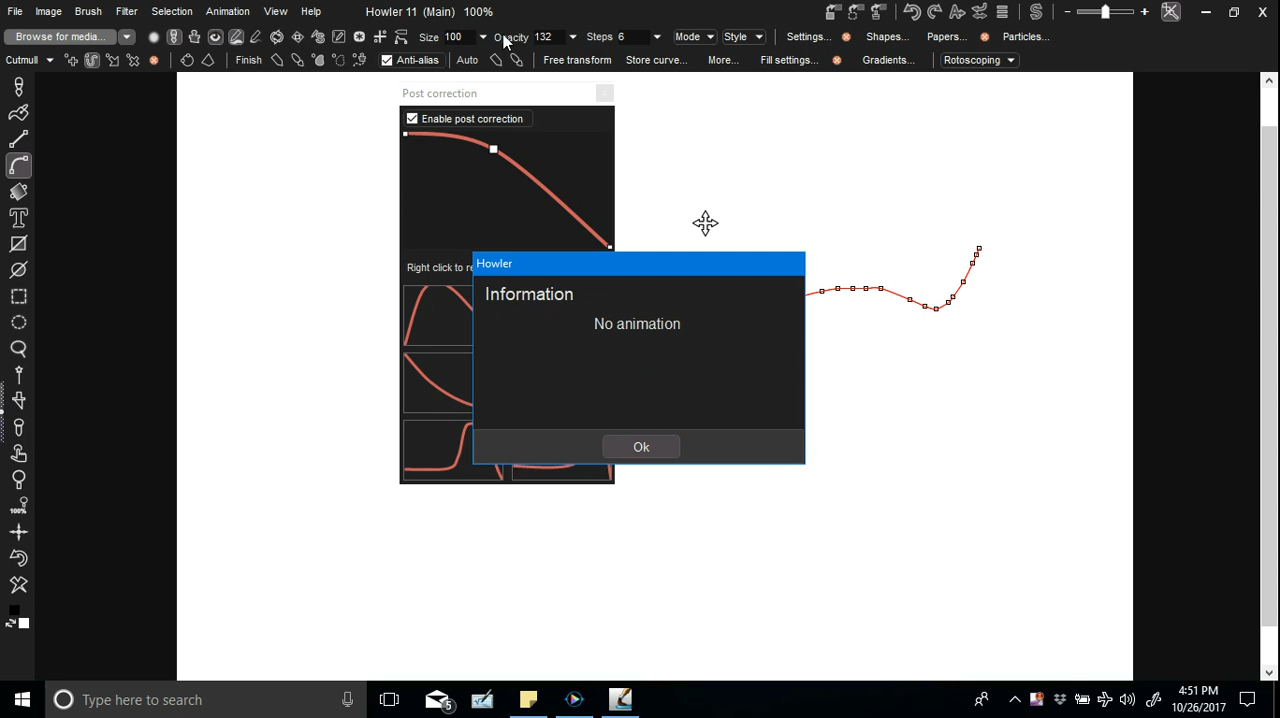 File Image Brush Filter Selection Animation View Help Howler 11 (Main) 100%
Browse for media... Size 100 Opacity 132 Steps 6 Mode Style Settings... Shapes... Papers... Particles...
Cutmull Finish Anti-alias Auto Free transform Store curve... More... Fill settings... Gradients... Rotoscoping
Post correction
Enable post correction
Howler
Right click to re
Information
No animation
Ok
100%
Type here to search
5
4:51 PM
10/26/2017